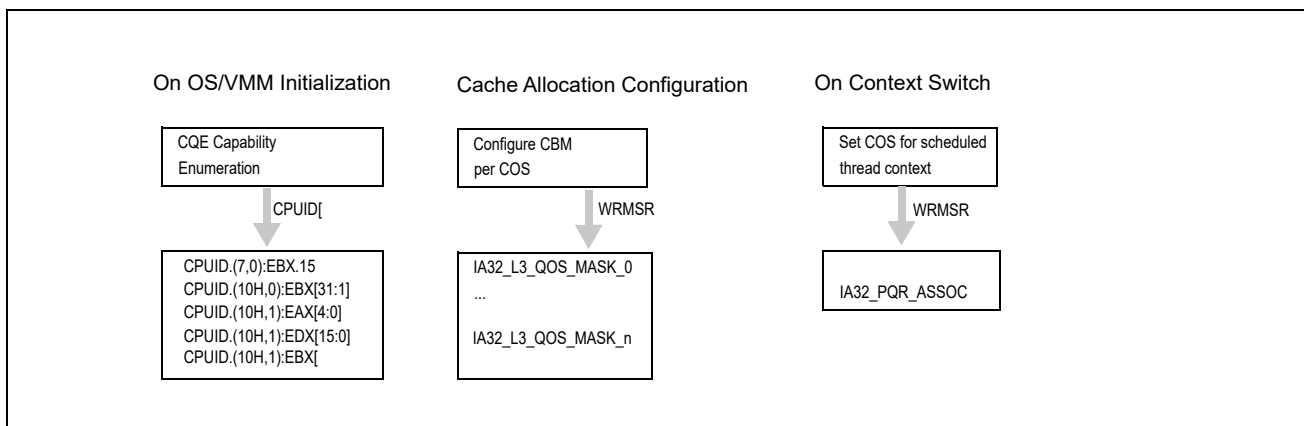 On OS/VMM Initialization
CQE Capability
Enumeration
CPUID[
CPUID.(7,0):EBX.15
CPUID.(10H,0):EBX[31:1]
CPUID.(10H,1):EAX[4:0]
CPUID.(10H,1):EDX[15:0]
CPUID.(10H,1):EBX[
Cache Allocation Configuration
Configure CBM
per COS
WRMSR
IA32_L3_QOS_MASK_0
...
IA32_L3_QOS_MASK_n
On Context Switch
Set COS for scheduled
thread context
WRMSR
IA32_PQR_ASSOC